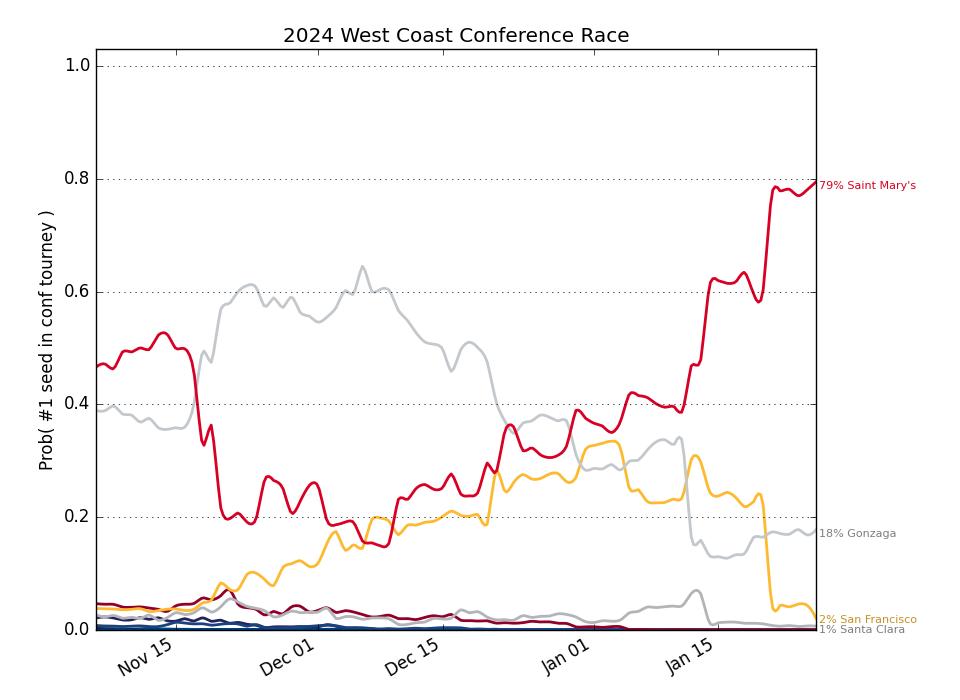 2024 West Coast Conference Race
Prob( #1 seed in conf tourney )
1.0
0.8
0.6
0.4
0.2
0.0
79% Saint Mary's
18% Gonzaga
2% San Francisco
1% Santa Clara
Nov 15
Dec 01
Dec 15
Jan 01
Jan 15